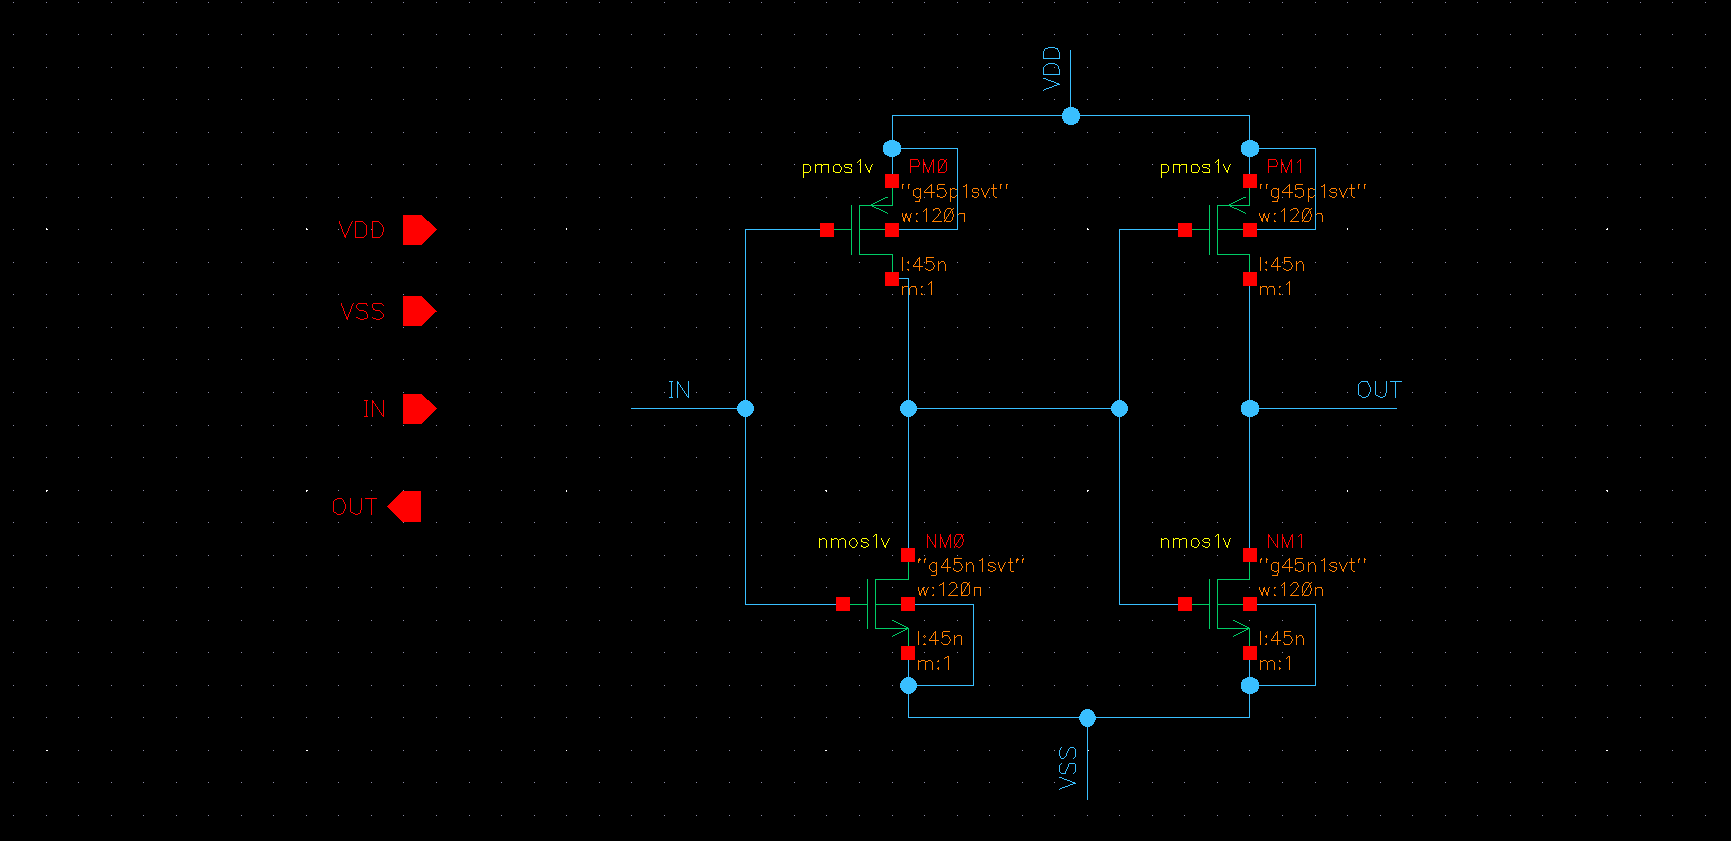 VDD
VSS
IN
OUT
VDD
pmos1v PM0
"g45p1svt"
w:120n
l:45n
m:1
pmos1v PM1
"g45p1svt"
w:120n
l:45n
m:1
IN
OUT
nmos1v NM0
"g45n1svt"
w:120n
l:45n
m:1
nmos1v NM1
"g45n1svt"
w:120n
l:45n
m:1
VSS